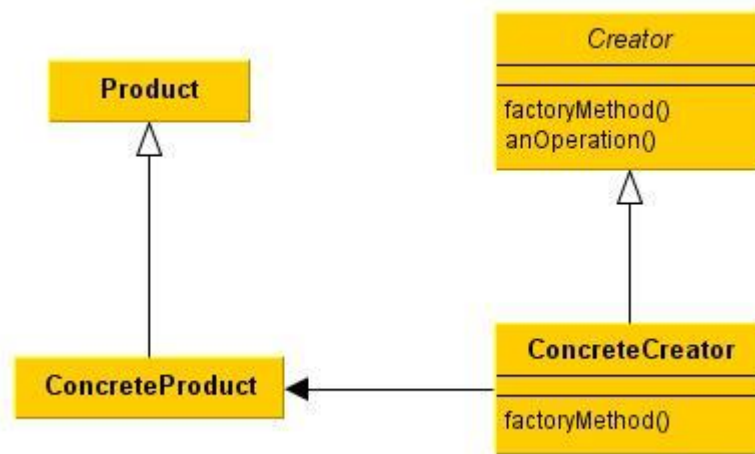 Creator
Product
factoryMethod()
anOperation()
ConcreteCreator
ConcreteProduct
factoryMethod()